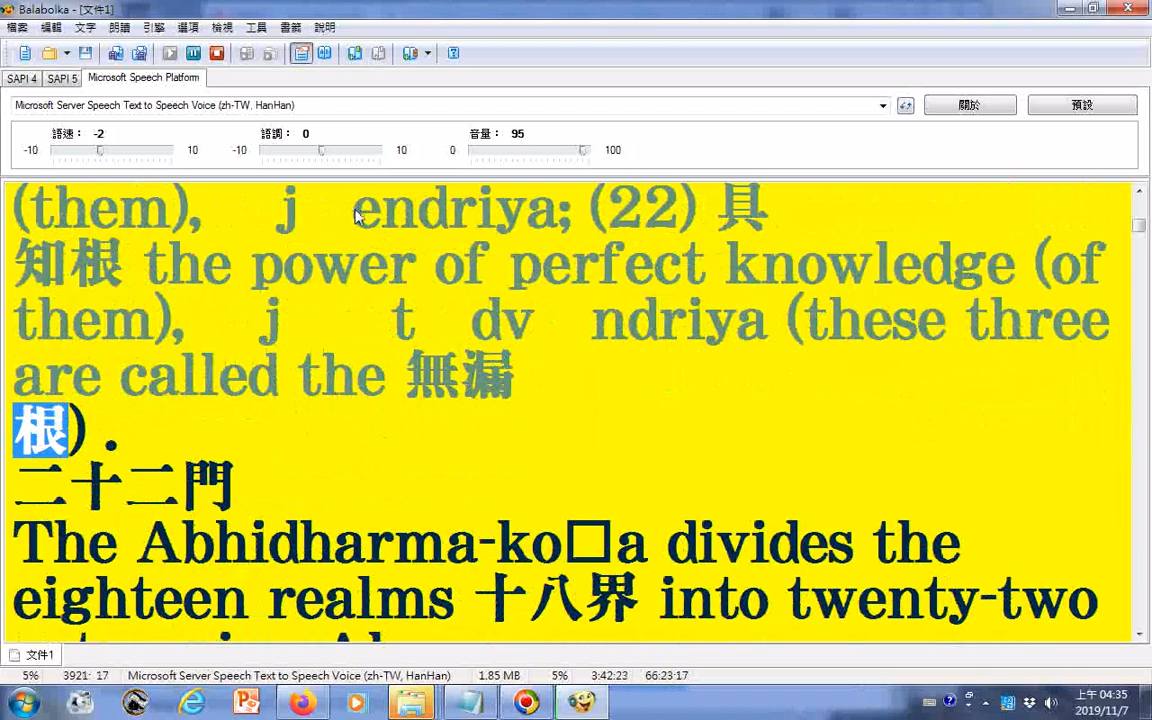 Balabolka - [文件1]
檔案 編輯 文字 朗讀 引擎 選項 檢視 工具 書籤 說明
SAPI 4 SAPI 5 Microsoft Speech Platform
Microsoft Server Speech Text to Speech Voice (zh-TW, HanHan) 關於 預設
語速： -2 語調： 0 音量： 95
-10 10 -10 10 0 100
(them), j endriya; (22) 具
知根 the power of perfect knowledge (of
them), j t dv ndriya (these three
are called the 無漏
根) .
二十二門
The Abhidharma-ko□a divides the
eighteen realms 十八界 into twenty-two
文件1
5% 3921: 17 Microsoft Server Speech Text to Speech Voice (zh-TW, HanHan) 1.85 MB 5% 3:42:23 66:23:17
上午 04:35
2019/11/7